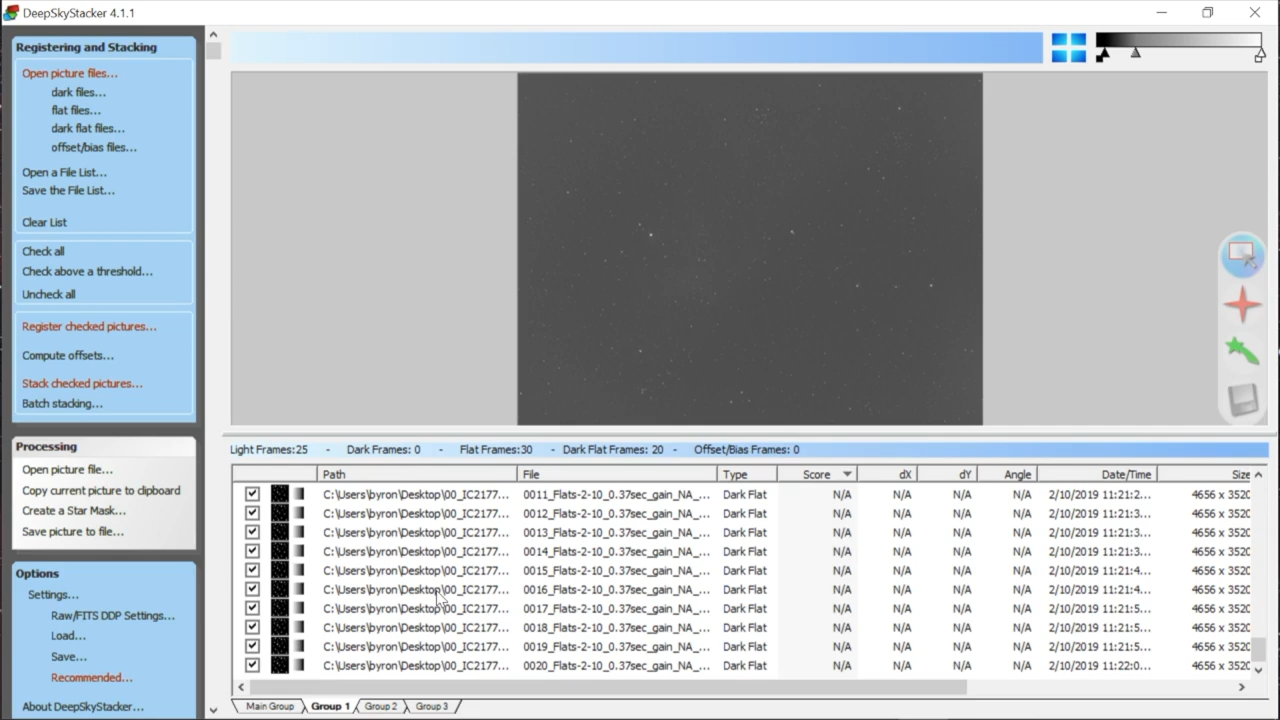 DeepSkyStacker 4.1.1
Registering and Stacking
Open picture files...
dark files...
flat files...
dark flat files...
offset/bias files...
Open a File List...
Save the File List...
Clear List
Check all
Check above a threshold...
Uncheck all
Register checked pictures...
Compute offsets...
Stack checked pictures...
Batch stacking...
Processing
Open picture file...
Copy current picture to clipboard
Create a Star Mask...
Save picture to file...
Options
Settings...
Raw/FITS DDP Settings...
Load...
Save...
Recommended...
About DeepSkyStacker...
Light Frames:25 - Dark Frames: 0 - Flat Frames:30 - Dark Flat Frames: 20 - Offset/Bias Frames: 0
Path File Type Score dX dY Angle Date/Time Size
C:\Users\byron\Desktop\00_IC2177... 0011_Flats-2-10_0.37sec_gain_NA_... Dark Flat N/A N/A N/A N/A 2/10/2019 11:21:2... 4656 x 3520
C:\Users\byron\Desktop\00_IC2177... 0012_Flats-2-10_0.37sec_gain_NA_... Dark Flat N/A N/A N/A N/A 2/10/2019 11:21:3... 4656 x 3520
C:\Users\byron\Desktop\00_IC2177... 0013_Flats-2-10_0.37sec_gain_NA_... Dark Flat N/A N/A N/A N/A 2/10/2019 11:21:3... 4656 x 3520
C:\Users\byron\Desktop\00_IC2177... 0014_Flats-2-10_0.37sec_gain_NA_... Dark Flat N/A N/A N/A N/A 2/10/2019 11:21:3... 4656 x 3520
C:\Users\byron\Desktop\00_IC2177... 0015_Flats-2-10_0.37sec_gain_NA_... Dark Flat N/A N/A N/A N/A 2/10/2019 11:21:4... 4656 x 3520
C:\Users\byron\Desktop\00_IC2177... 0016_Flats-2-10_0.37sec_gain_NA_... Dark Flat N/A N/A N/A N/A 2/10/2019 11:21:4... 4656 x 3520
C:\Users\byron\Desktop\00_IC2177... 0017_Flats-2-10_0.37sec_gain_NA_... Dark Flat N/A N/A N/A N/A 2/10/2019 11:21:5... 4656 x 3520
C:\Users\byron\Desktop\00_IC2177... 0018_Flats-2-10_0.37sec_gain_NA_... Dark Flat N/A N/A N/A N/A 2/10/2019 11:21:5... 4656 x 3520
C:\Users\byron\Desktop\00_IC2177... 0019_Flats-2-10_0.37sec_gain_NA_... Dark Flat N/A N/A N/A N/A 2/10/2019 11:21:5... 4656 x 3520
C:\Users\byron\Desktop\00_IC2177... 0020_Flats-2-10_0.37sec_gain_NA_... Dark Flat N/A N/A N/A N/A 2/10/2019 11:22:0... 4656 x 3520
Main Group Group 1 Group 2 Group 3